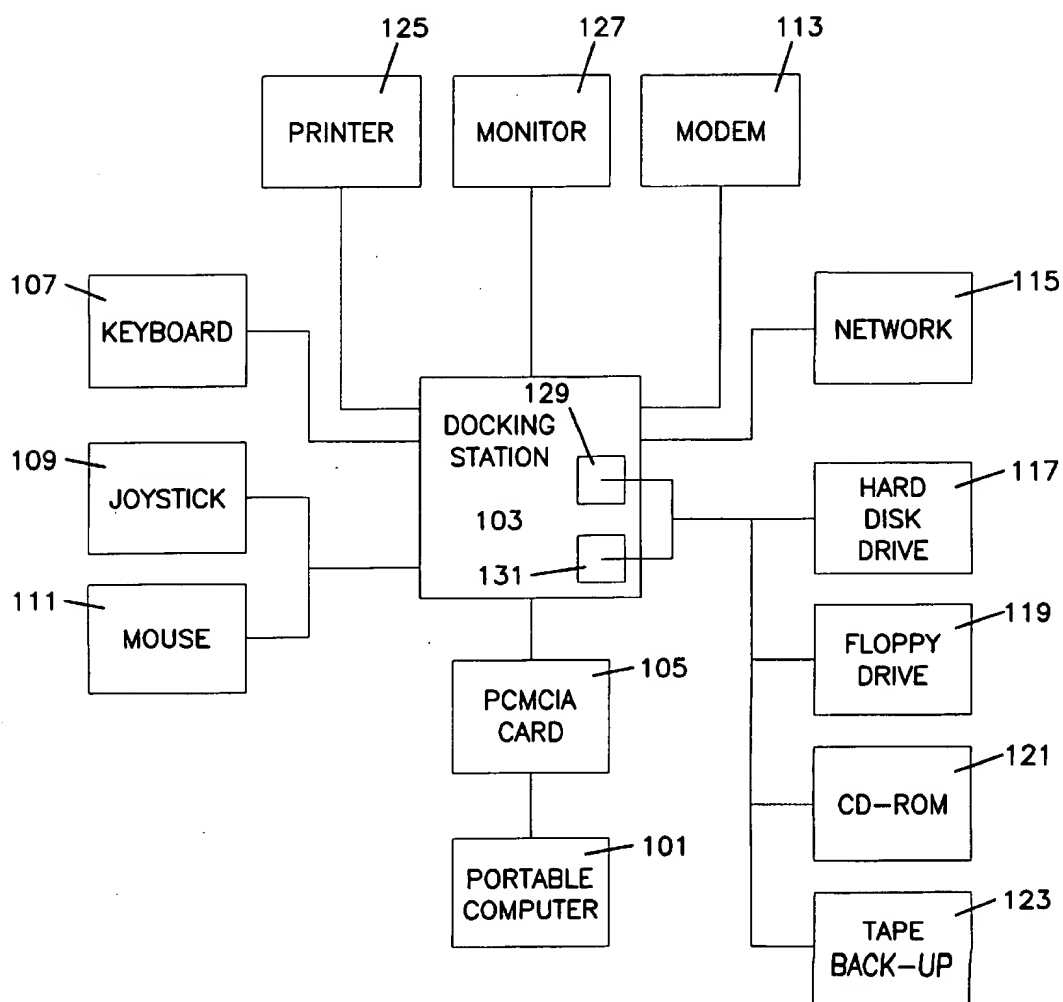 125
127
113
PRINTER
MONITOR
MODEM
107
115
KEYBOARD
NETWORK
129
DOCKING
STATION
109
117
JOYSTICK
HARD
DISK
DRIVE
103
131
111
119
MOUSE
FLOPPY
DRIVE
105
PCMCIA
CARD
121
CD-ROM
101
PORTABLE
COMPUTER
123
TAPE
BACK-UP